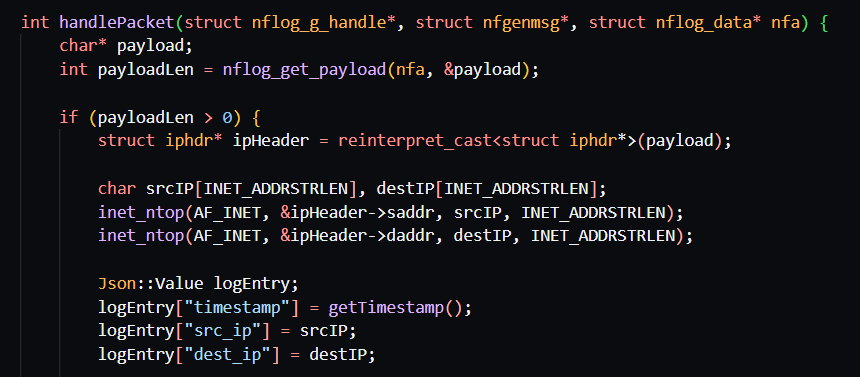 int handlePacket(struct nflog_g_handle*, struct nfgenmsg*, struct nflog_data* nfa) {
    char* payload;
    int payloadLen = nflog_get_payload(nfa, &payload);

    if (payloadLen > 0) {
        struct iphdr* ipHeader = reinterpret_cast<struct iphdr*>(payload);

        char srcIP[INET_ADDRSTRLEN], destIP[INET_ADDRSTRLEN];
        inet_ntop(AF_INET, &ipHeader->saddr, srcIP, INET_ADDRSTRLEN);
        inet_ntop(AF_INET, &ipHeader->daddr, destIP, INET_ADDRSTRLEN);

        Json::Value logEntry;
        logEntry["timestamp"] = getTimestamp();
        logEntry["src_ip"] = srcIP;
        logEntry["dest_ip"] = destIP;